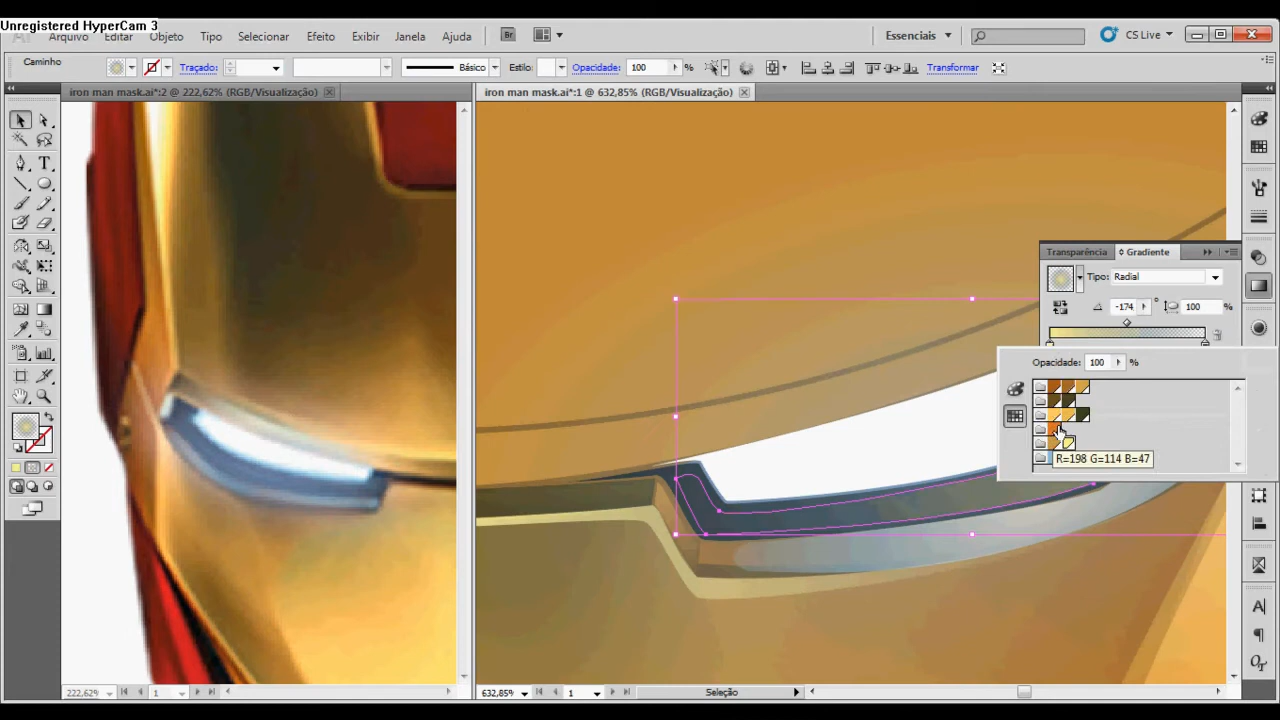 Unregistered HyperCam 3
Ai Arquivo Editar Objeto Tipo Selecionar Efeito Exibir Janela Ajuda Br Essenciais CS Live
Caminho Traçado: Básico Estilo: Opacidade: 100 % Transformar
iron man mask.ai*:2 @ 222,62% (RGB/Visualização) iron man mask.ai*:1 @ 632,85% (RGB/Visualização)
Transparência Gradiente
Tipo: Radial
-174 ° 100 %
Opacidade: 100 %
R=198 G=114 B=47
222,62% 1 632,85% 1 Seleção